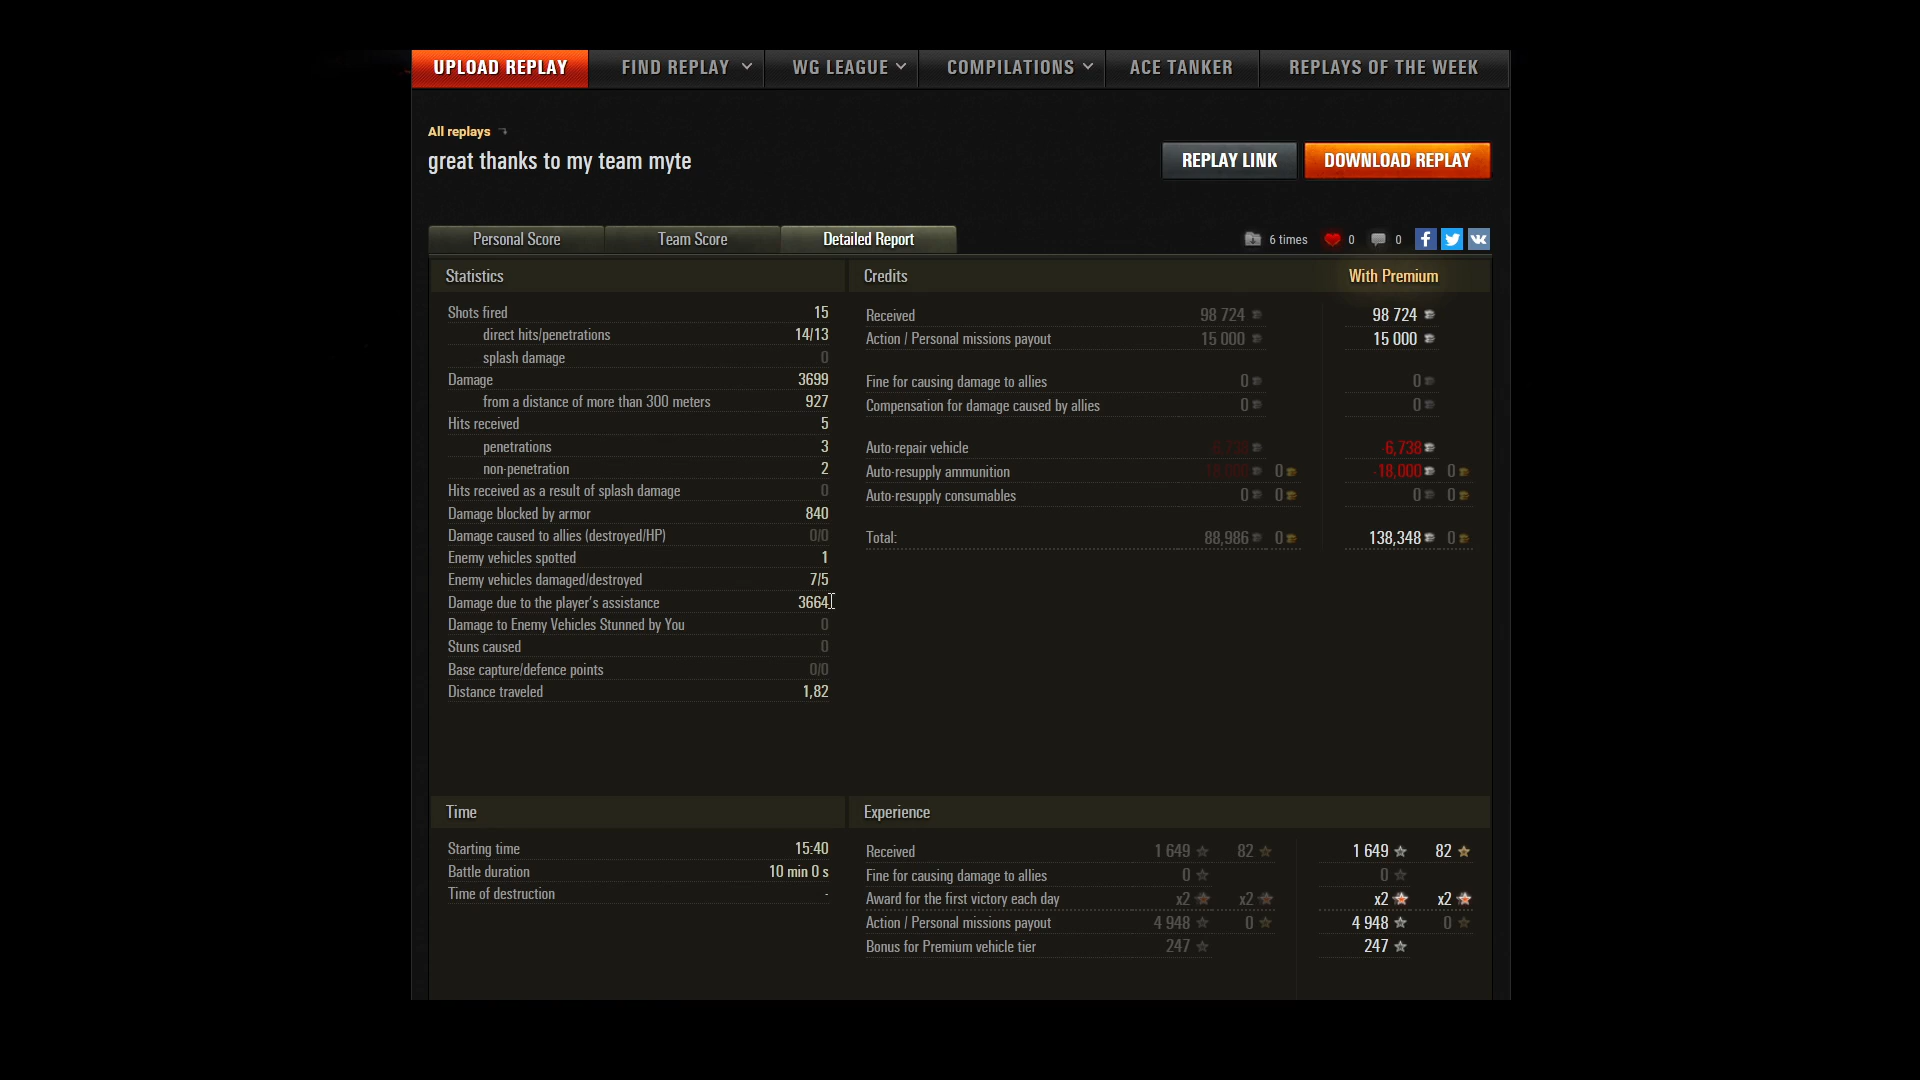 UPLOAD REPLAY FIND REPLAY WG LEAGUE COMPILATIONS ACE TANKER REPLAYS OF THE WEEK
All replays
great thanks to my team myte
REPLAY LINK DOWNLOAD REPLAY
Personal Score Team Score Detailed Report 6 times 0 0
Statistics
Shots fired 15
direct hits/penetrations 14/13
splash damage 0
Damage 3699
from a distance of more than 300 meters 927
Hits received 5
penetrations 3
non-penetration 2
Hits received as a result of splash damage 0
Damage blocked by armor 840
Damage caused to allies (destroyed/HP) 0/0
Enemy vehicles spotted 1
Enemy vehicles damaged/destroyed 7/5
Damage due to the player's assistance 3664
Damage to Enemy Vehicles Stunned by You 0
Stuns caused 0
Base capture/defence points 0/0
Distance traveled 1,82
Credits With Premium
Received 98 724 98 724
Action / Personal missions payout 15 000 15 000
Fine for causing damage to allies 0 0
Compensation for damage caused by allies 0 0
Auto-repair vehicle -6,738 -6,738
Auto-resupply ammunition -18,000 0 -18,000 0
Auto-resupply consumables 0 0 0 0
Total: 88,986 0 138,348 0
Time
Starting time 15:40
Battle duration 10 min 0 s
Time of destruction -
Experience
Received 1 649 82 1 649 82
Fine for causing damage to allies 0 0
Award for the first victory each day x2 x2 x2 x2
Action / Personal missions payout 4 948 0 4 948 0
Bonus for Premium vehicle tier 247 247